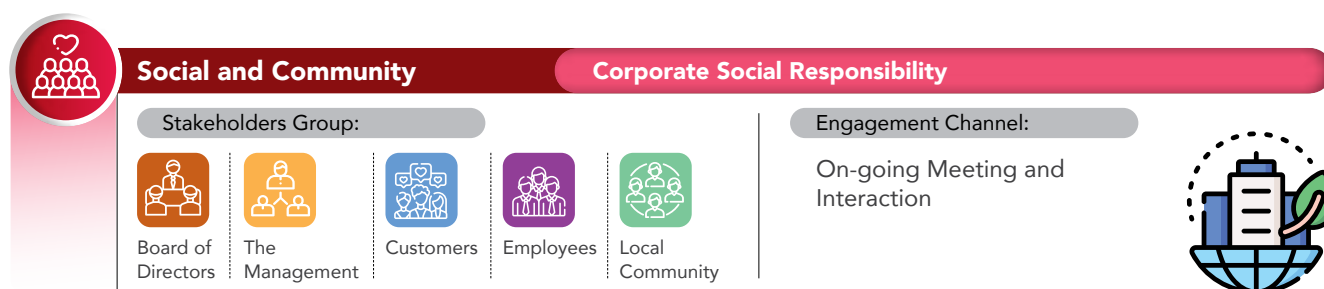 Social and Community
Corporate Social Responsibility
Stakeholders Group:
Board of
Directors
The
Management
Customers
Employees
Local
Community
Engagement Channel:
On-going Meeting and
Interaction